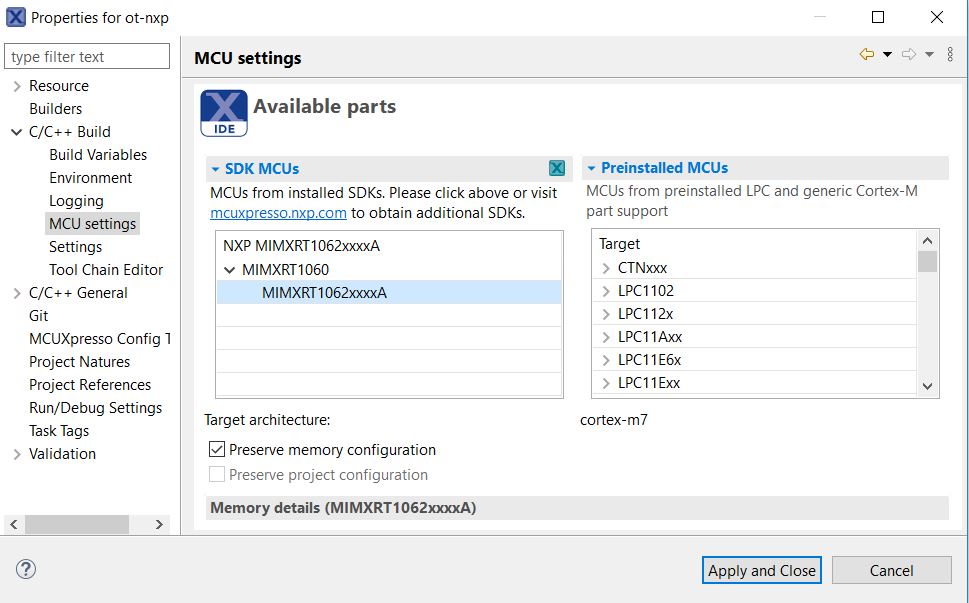 Properties for ot-nxp
type filter text
Resource
Builders
C/C++ Build
Build Variables
Environment
Logging
MCU settings
Settings
Tool Chain Editor
C/C++ General
Git
MCUXpresso Config T
Project Natures
Project References
Run/Debug Settings
Task Tags
Validation
MCU settings
IDE
Available parts
SDK MCUs
MCUs from installed SDKs. Please click above or visit
mcuxpresso.nxp.com to obtain additional SDKs.
NXP MIMXRT1062xxxxA
MIMXRT1060
MIMXRT1062xxxxA
Preinstalled MCUs
MCUs from preinstalled LPC and generic Cortex-M
part support
Target
CTNxxx
LPC1102
LPC112x
LPC11Axx
LPC11E6x
LPC11Exx
Target architecture:
cortex-m7
Preserve memory configuration
Preserve project configuration
Memory details (MIMXRT1062xxxxA)
Apply and Close
Cancel